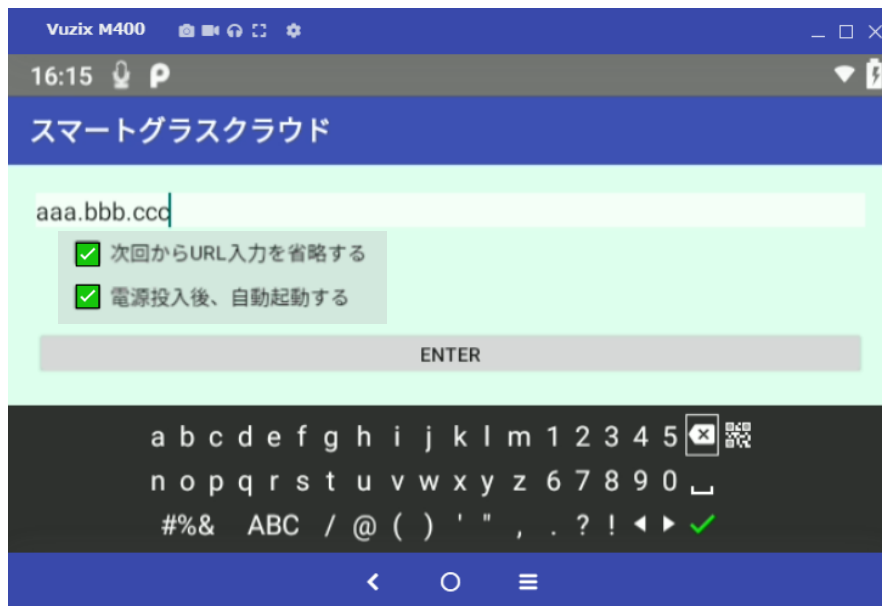 Vuzix M400
16:15
スマートグラスクラウド
aaa.bbb.ccc
次回からURL入力を省略する
電源投入後、自動起動する
ENTER
a b c d e f g h i j k l m 1 2 3 4 5
n o p q r s t u v w x y z 6 7 8 9 0
#%& ABC / @ ( ) ' " , . ? !